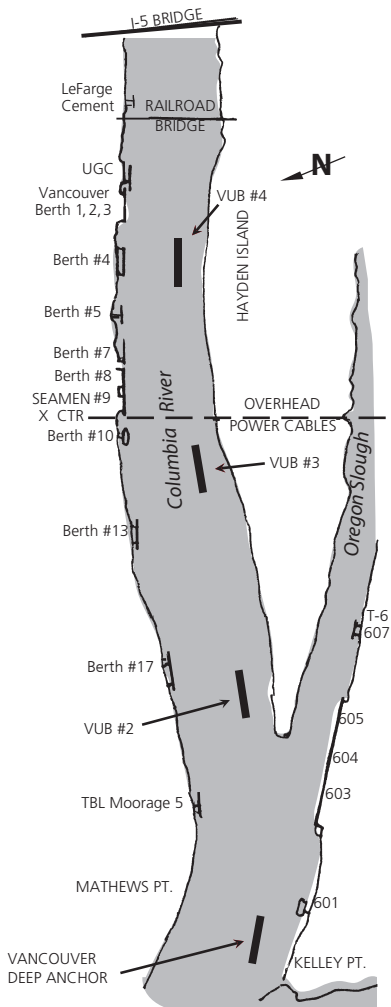 I-5 BRIDGE
LeFarge
Cement
RAILROAD
BRIDGE
UGC
N
Vancouver
Berth 1, 2, 3
VUB #4
HAYDEN ISLAND
Berth #4
Berth #5
Berth #7
Berth #8
SEAMEN #9
X CTR
OVERHEAD
POWER CABLES
Berth #10
Columbia River
VUB #3
Oregon Slough
Berth #13
T-6
607
Berth #17
605
VUB #2
604
603
TBL Moorage 5
MATHEWS PT.
601
VANCOUVER
DEEP ANCHOR
KELLEY PT.